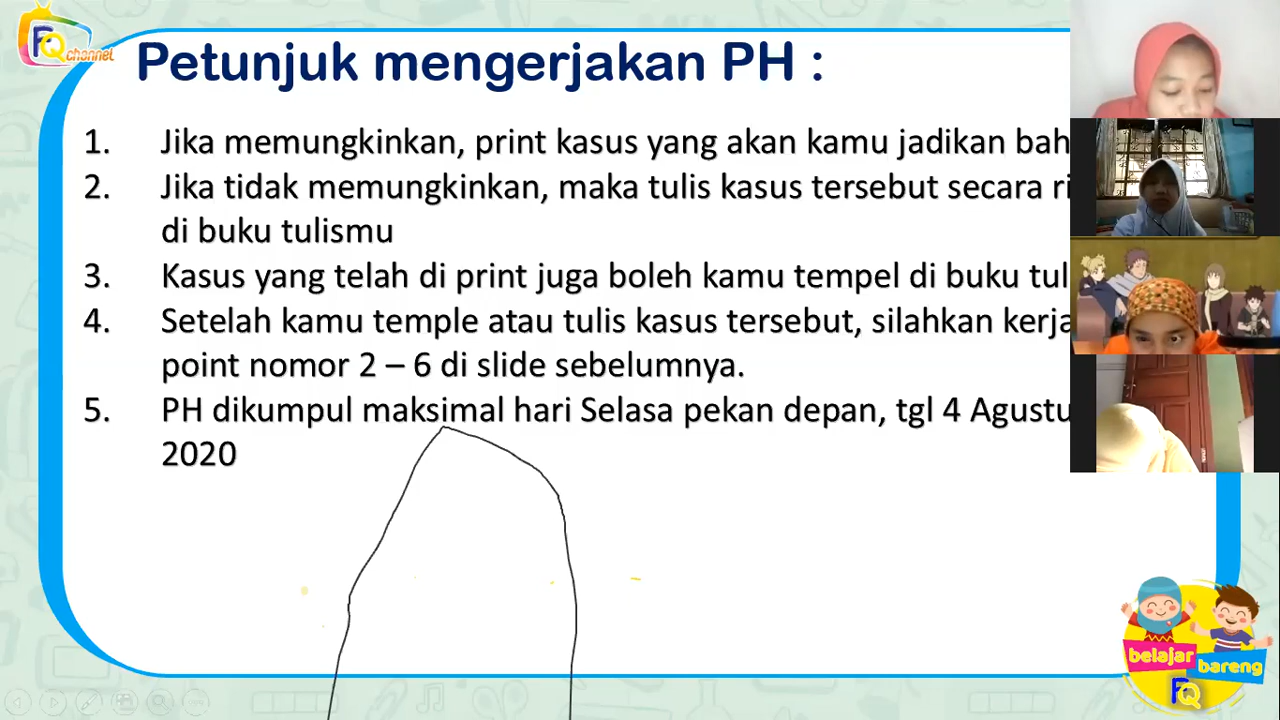 FQ channel
Petunjuk mengerjakan PH :
1. Jika memungkinkan, print kasus yang akan kamu jadikan bah
2. Jika tidak memungkinkan, maka tulis kasus tersebut secara ri
di buku tulismu
3. Kasus yang telah di print juga boleh kamu tempel di buku tul
4. Setelah kamu temple atau tulis kasus tersebut, silahkan kerja
point nomor 2 – 6 di slide sebelumnya.
5. PH dikumpul maksimal hari Selasa pekan depan, tgl 4 Agustu
2020
belajar
bareng
FQ